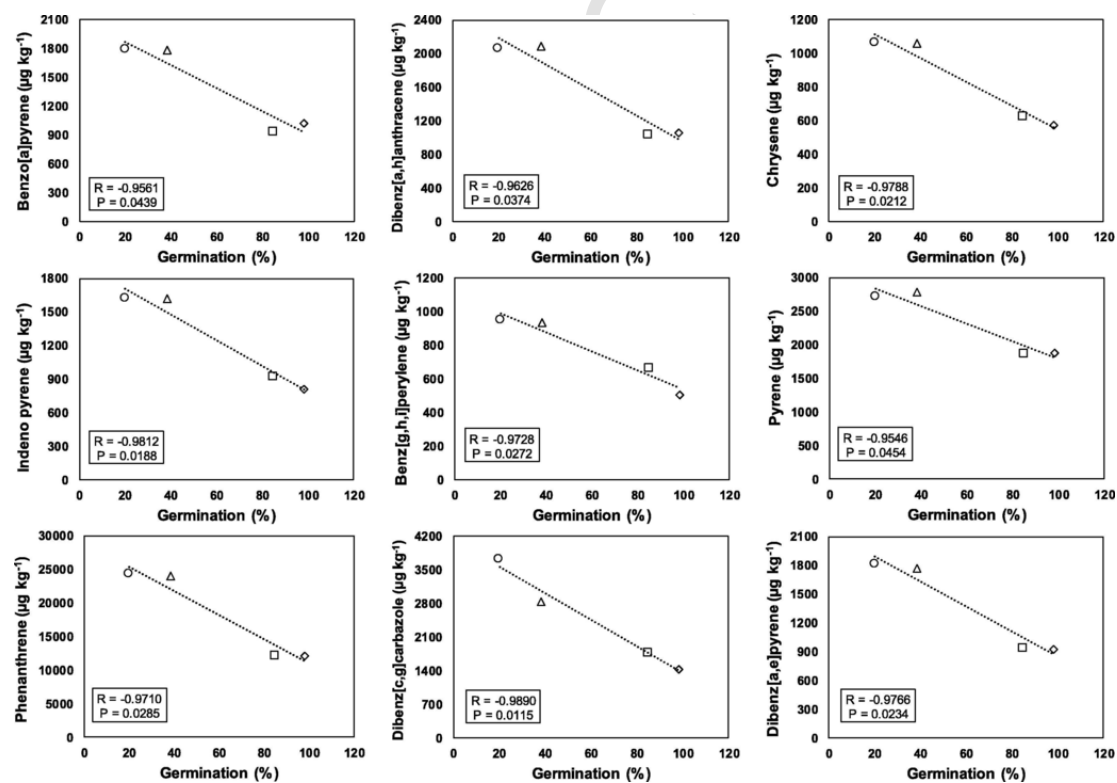 Benzo[a]pyrene (µg kg⁻¹)
2100
1800
1500
1200
900
600
300
0
R = -0.9561
P = 0.0439
0 20 40 60 80 100 120
Germination (%)
Dibenz[a,h]anthracene (µg kg⁻¹)
2400
2000
1600
1200
800
400
0
R = -0.9626
P = 0.0374
0 20 40 60 80 100 120
Germination (%)
Chrysene (µg kg⁻¹)
1200
1000
800
600
400
200
0
R = -0.9788
P = 0.0212
0 20 40 60 80 100 120
Germination (%)
Indeno pyrene (µg kg⁻¹)
1800
1500
1200
900
600
300
0
R = -0.9812
P = 0.0188
0 20 40 60 80 100 120
Germination (%)
Benz[g,h,i]perylene (µg kg⁻¹)
1200
1000
800
600
400
200
0
R = -0.9728
P = 0.0272
0 20 40 60 80 100 120
Germination (%)
Pyrene (µg kg⁻¹)
3000
2500
2000
1500
1000
500
0
R = -0.9546
P = 0.0454
0 20 40 60 80 100 120
Germination (%)
Phenanthrene (µg kg⁻¹)
30000
25000
20000
15000
10000
5000
0
R = -0.9710
P = 0.0285
0 20 40 60 80 100 120
Germination (%)
Dibenz[c,g]carbazole (µg kg⁻¹)
4200
3500
2800
2100
1400
700
0
R = -0.9890
P = 0.0115
0 20 40 60 80 100 120
Germination (%)
Dibenz[a,e]pyrene (µg kg⁻¹)
2100
1800
1500
1200
900
600
300
0
R = -0.9766
P = 0.0234
0 20 40 60 80 100 120
Germination (%)